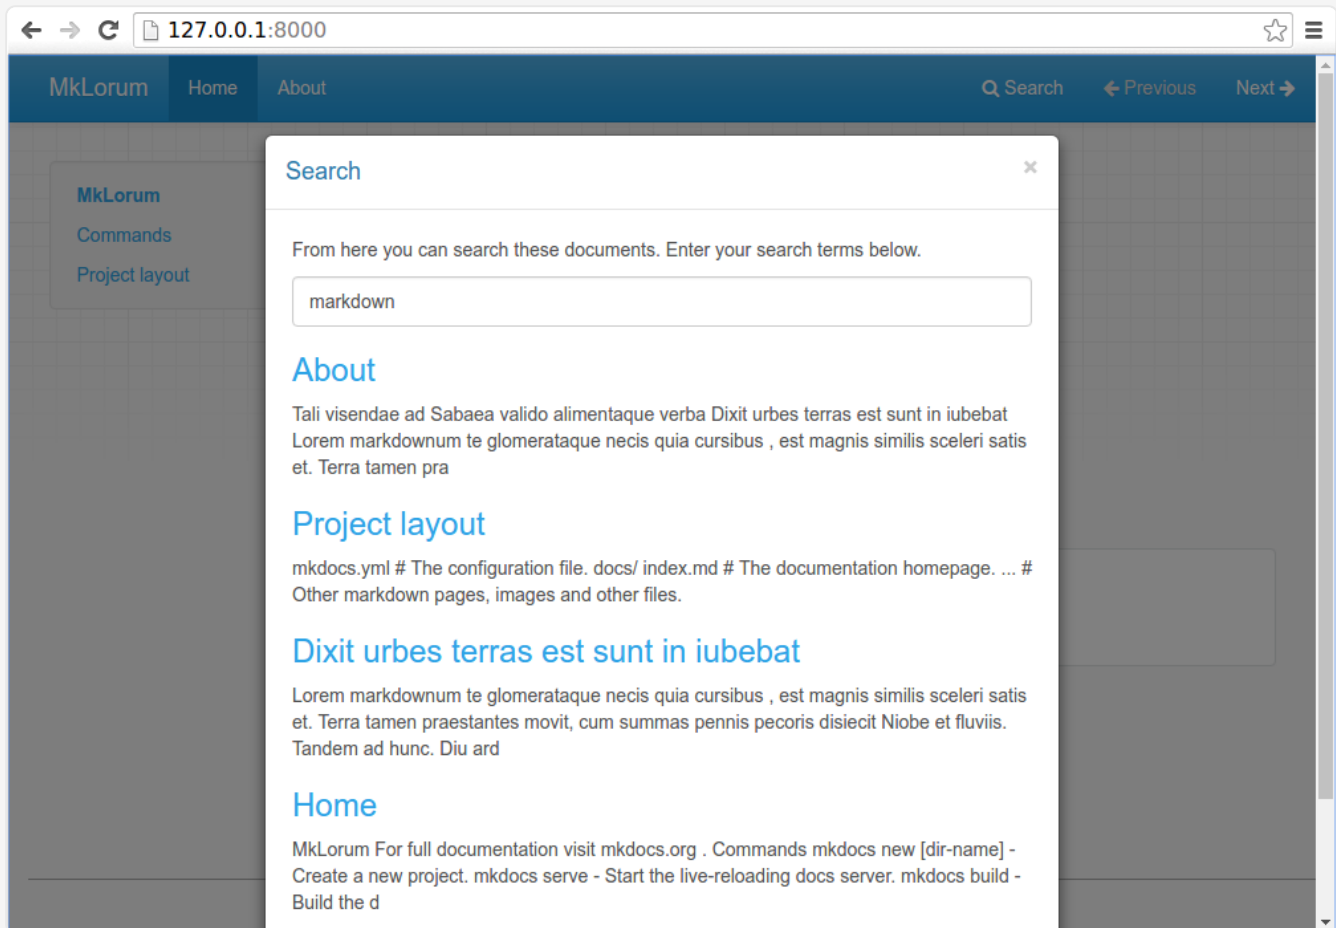 127.0.0.1:8000
MkLorum Home About Search Previous Next
MkLorum
Commands
Project layout
Search ×
From here you can search these documents. Enter your search terms below.
markdown
About
Tali visendae ad Sabaea valido alimentaque verba Dixit urbes terras est sunt in iubebat
Lorem markdownum te glomerataque necis quia cursibus , est magnis similis sceleri satis
et. Terra tamen pra
Project layout
mkdocs.yml # The configuration file. docs/ index.md # The documentation homepage. ... #
Other markdown pages, images and other files.
Dixit urbes terras est sunt in iubebat
Lorem markdownum te glomerataque necis quia cursibus , est magnis similis sceleri satis
et. Terra tamen praestantes movit, cum summas pennis pecoris disiecit Niobe et fluviis.
Tandem ad hunc. Diu ard
Home
MkLorum For full documentation visit mkdocs.org . Commands mkdocs new [dir-name] -
Create a new project. mkdocs serve - Start the live-reloading docs server. mkdocs build -
Build the d